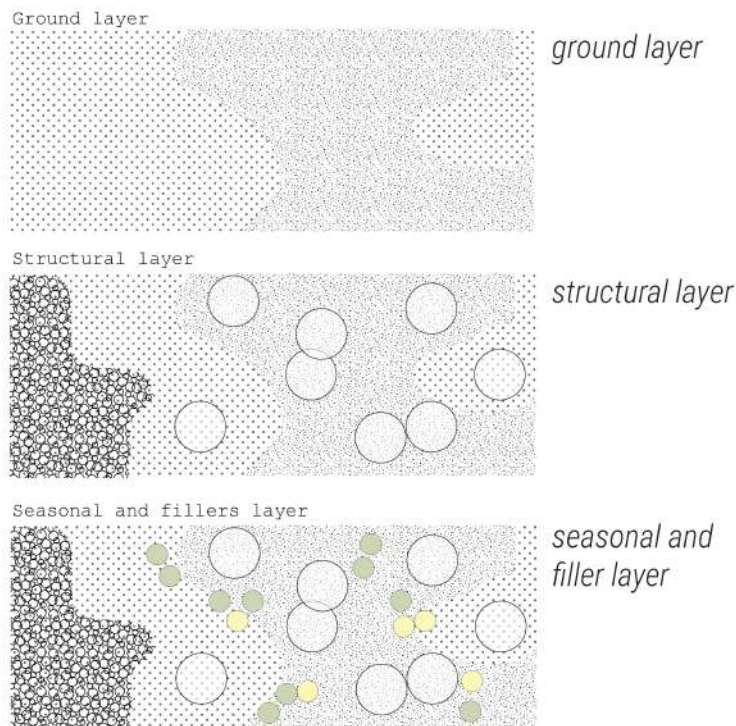 Ground layer
ground layer
Structural layer
structural layer
Seasonal and fillers layer
seasonal and
filler layer